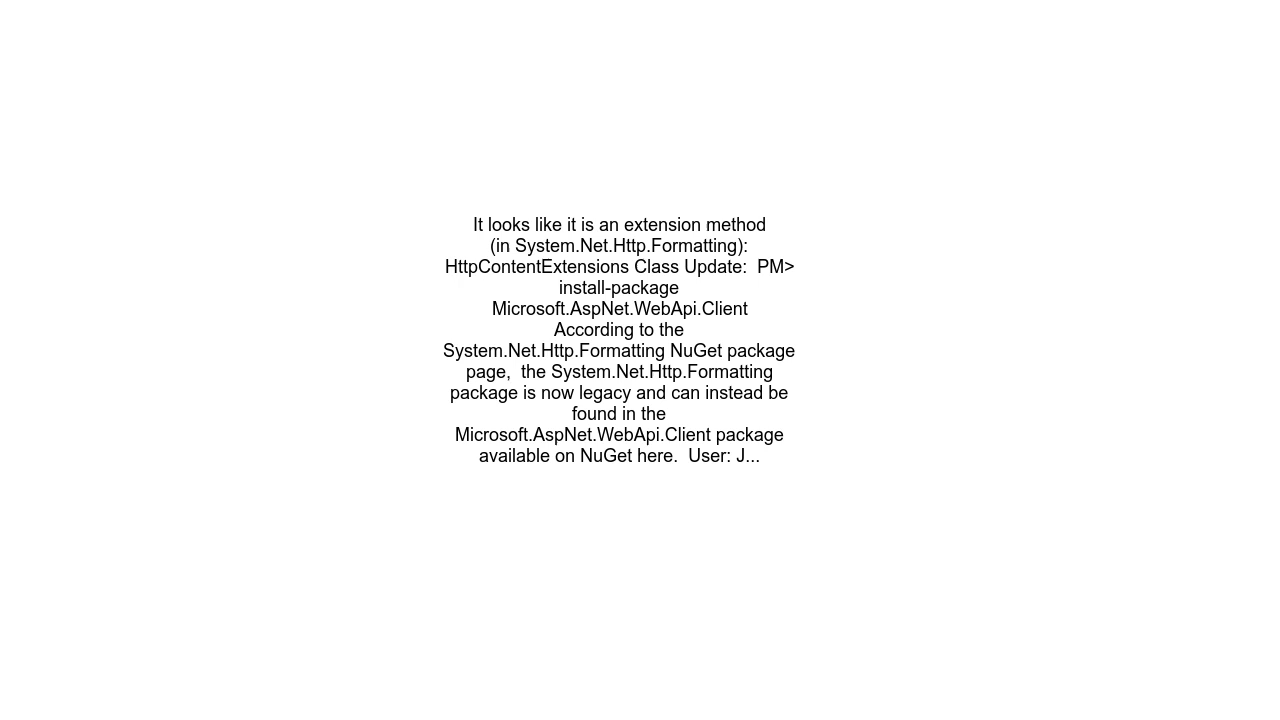 It looks like it is an extension method
(in System.Net.Http.Formatting):
HttpContentExtensions Class Update:  PM>
install-package
Microsoft.AspNet.WebApi.Client
According to the
System.Net.Http.Formatting NuGet package
page,  the System.Net.Http.Formatting
package is now legacy and can instead be
found in the
Microsoft.AspNet.WebApi.Client package
available on NuGet here.  User: J...